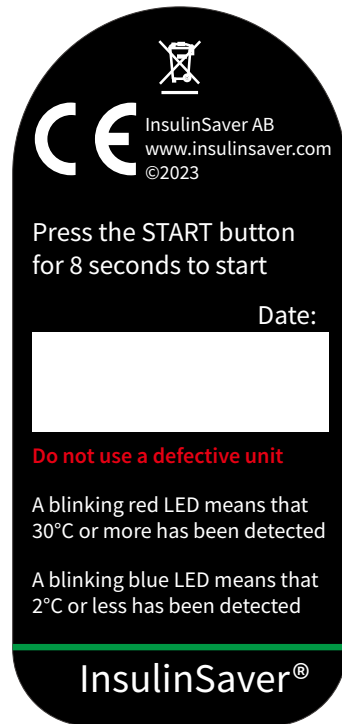 CE
InsulinSaver AB
www.insulinsaver.com
©2023
Press the START button
for 8 seconds to start
Date:
Do not use a defective unit
A blinking red LED means that
30°C or more has been detected
A blinking blue LED means that
2°C or less has been detected
InsulinSaver®